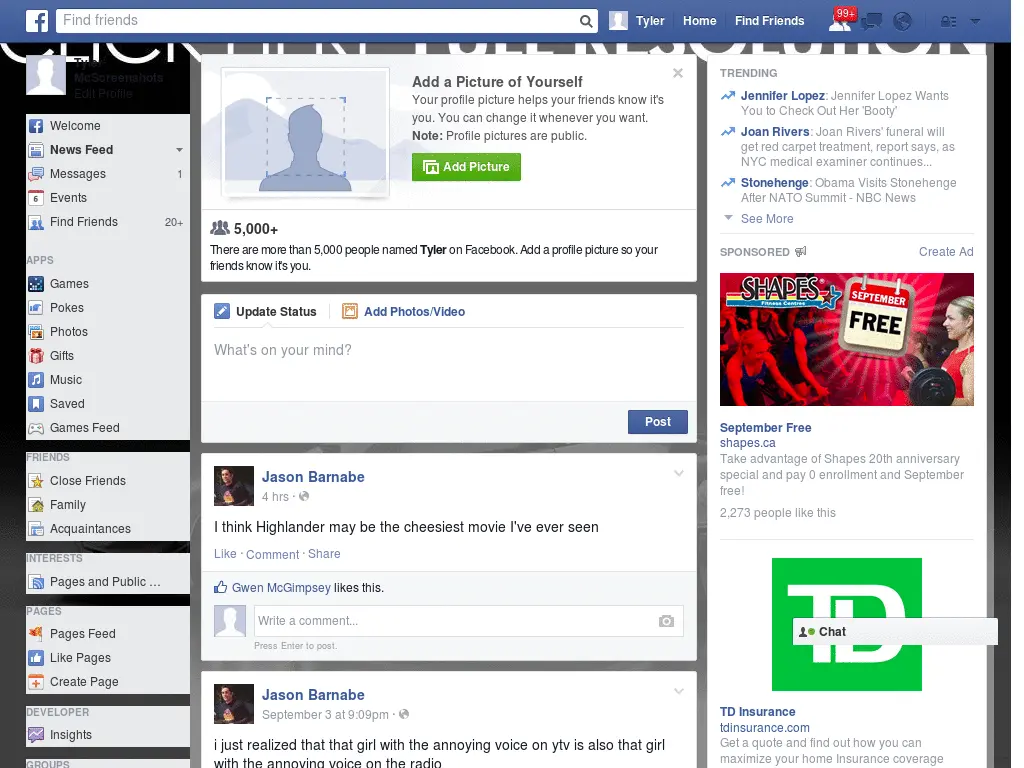 Find friends
Tyler
Home
Find Friends
99+
CLICK HERE FULL RESOLUTION
Tyler
McScreenshots
Edit Profile
Welcome
News Feed
Messages 1
Events
Find Friends 20+
APPS
Games
Pokes
Photos
Gifts
Music
Saved
Games Feed
FRIENDS
Close Friends
Family
Acquaintances
INTERESTS
Pages and Public ...
PAGES
Pages Feed
Like Pages
Create Page
DEVELOPER
Insights
GROUPS
Add a Picture of Yourself
Your profile picture helps your friends know it's
you. You can change it whenever you want.
Note: Profile pictures are public.
Add Picture
5,000+
There are more than 5,000 people named Tyler on Facebook. Add a profile picture so your
friends know it's you.
Update Status
Add Photos/Video
What's on your mind?
Post
Jason Barnabe
4 hrs ·
I think Highlander may be the cheesiest movie I've ever seen
Like · Comment · Share
Gwen McGimpsey likes this.
Write a comment...
Press Enter to post.
Jason Barnabe
September 3 at 9:09pm ·
i just realized that that girl with the annoying voice on ytv is also that girl
with the annoying voice on the radio
TRENDING
Jennifer Lopez: Jennifer Lopez Wants
You to Check Out Her 'Booty'
Joan Rivers: Joan Rivers' funeral will
get red carpet treatment, report says, as
NYC medical examiner continues...
Stonehenge: Obama Visits Stonehenge
After NATO Summit - NBC News
See More
SPONSORED
Create Ad
SHAPES
Fitness Centres
SEPTEMBER
FREE
September Free
shapes.ca
Take advantage of Shapes 20th anniversary
special and pay 0 enrollment and September
free!
2,273 people like this
TD
Chat
TD Insurance
tdinsurance.com
Get a quote and find out how you can
maximize your home Insurance coverage